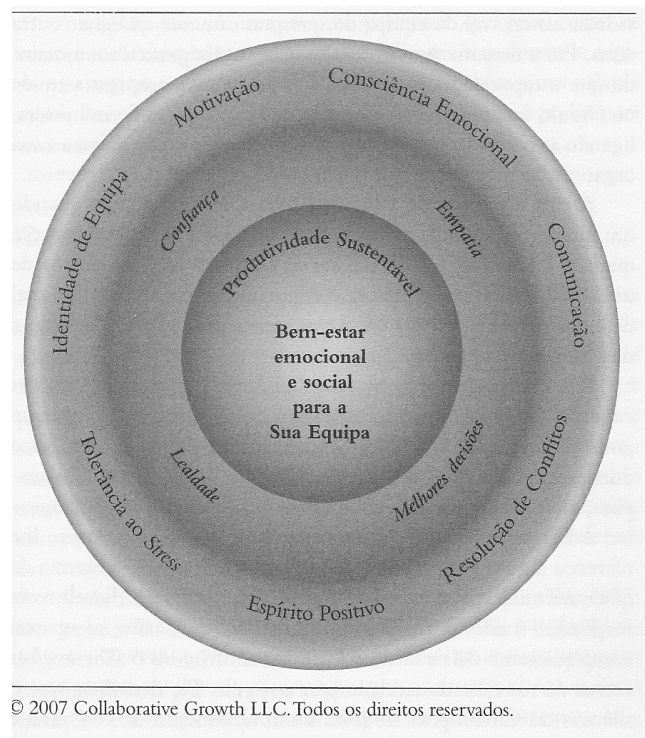 Motivação
Consciência Emocional
Identidade de Equipa
Confiança
Empatia
Comunicação
Produtividade Sustentável
Bem-estar
emocional
e social
para a
Sua Equipa
Tolerância ao Stress
Lealdade
Melhores decisões
Resolução de Conflitos
Espírito Positivo
© 2007 Collaborative Growth LLC. Todos os direitos reservados.